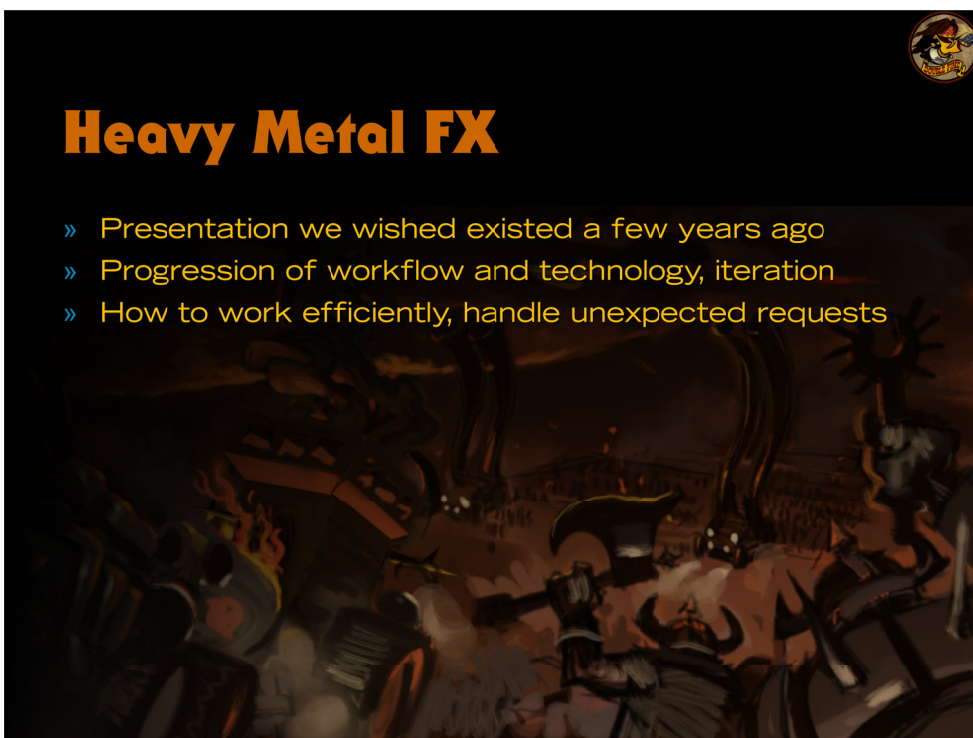 Heavy Metal FX
» Presentation we wished existed a few years ago
» Progression of workflow and technology, iteration
» How to work efficiently, handle unexpected requests